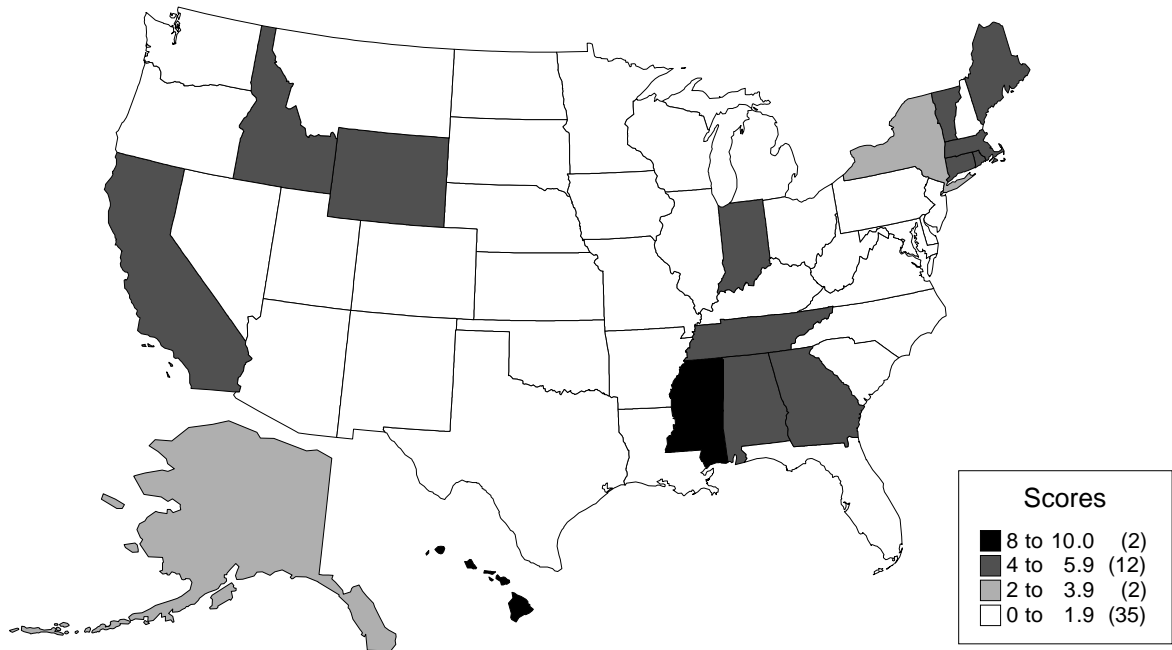 Scores
8 to 10.0 (2)
4 to 5.9 (12)
2 to 3.9 (2)
0 to 1.9 (35)